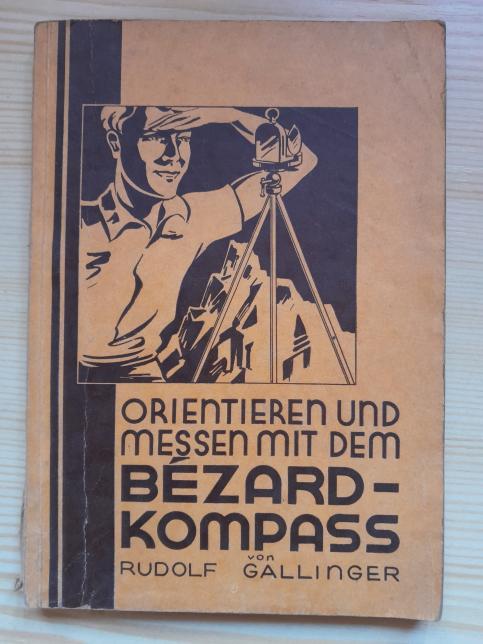 ORIENTIEREN UND
MESSEN MIT DEM
BÉZARD-
KOMPASS
von
RUDOLF GALLINGER